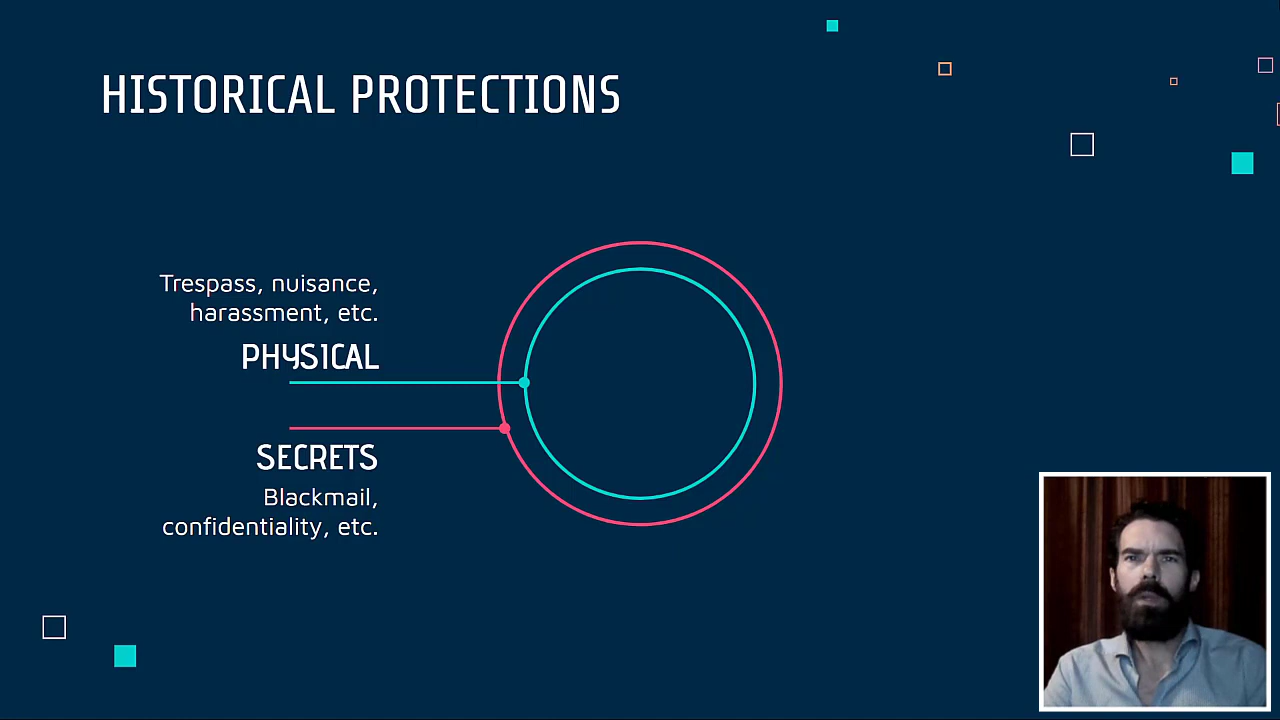 HISTORICAL PROTECTIONS
Trespass, nuisance,
harassment, etc.
PHYSICAL
SECRETS
Blackmail,
confidentiality, etc.